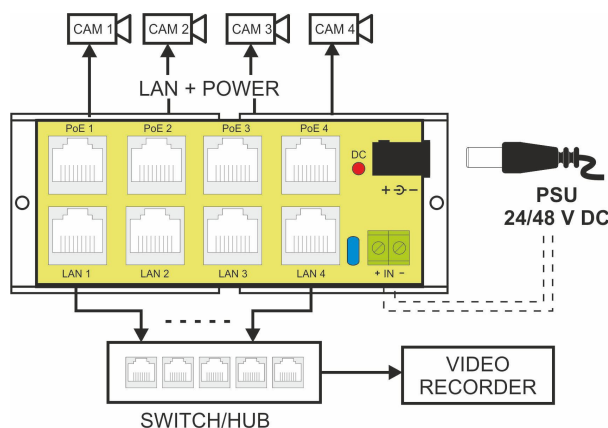 CAM 1
CAM 2
CAM 3
CAM 4
LAN + POWER
PoE 1
PoE 2
PoE 3
PoE 4
DC
+ -
PSU
24/48 V DC
LAN 1
LAN 2
LAN 3
LAN 4
+ IN -
SWITCH/HUB
VIDEO
RECORDER